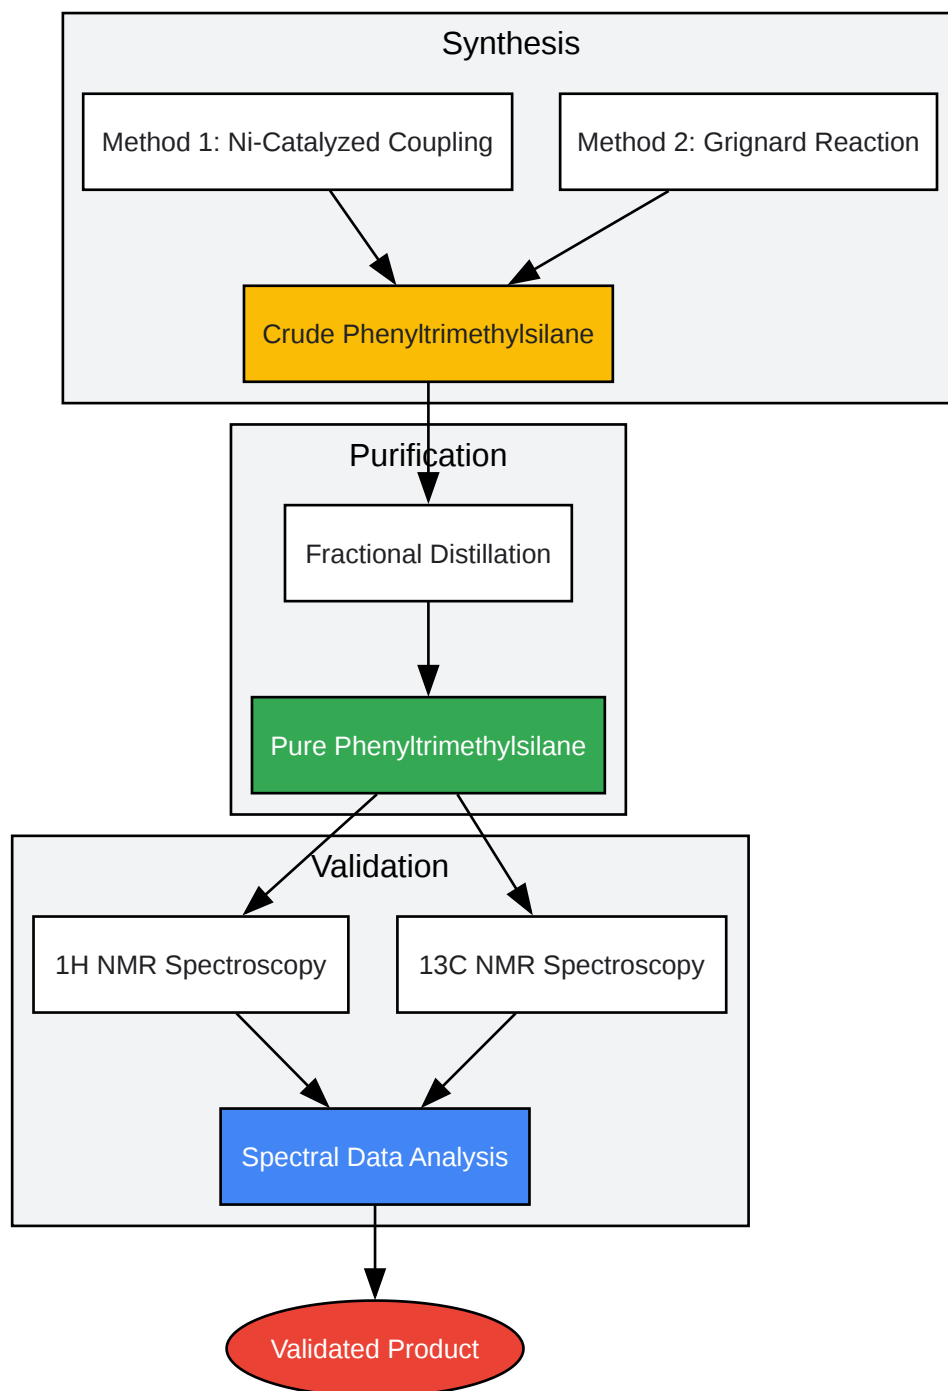 Synthesis
Method 1: Ni-Catalyzed Coupling
Method 2: Grignard Reaction
Crude Phenyltrimethylsilane
Purification
Fractional Distillation
Pure Phenyltrimethylsilane
Validation
1H NMR Spectroscopy
13C NMR Spectroscopy
Spectral Data Analysis
Validated Product